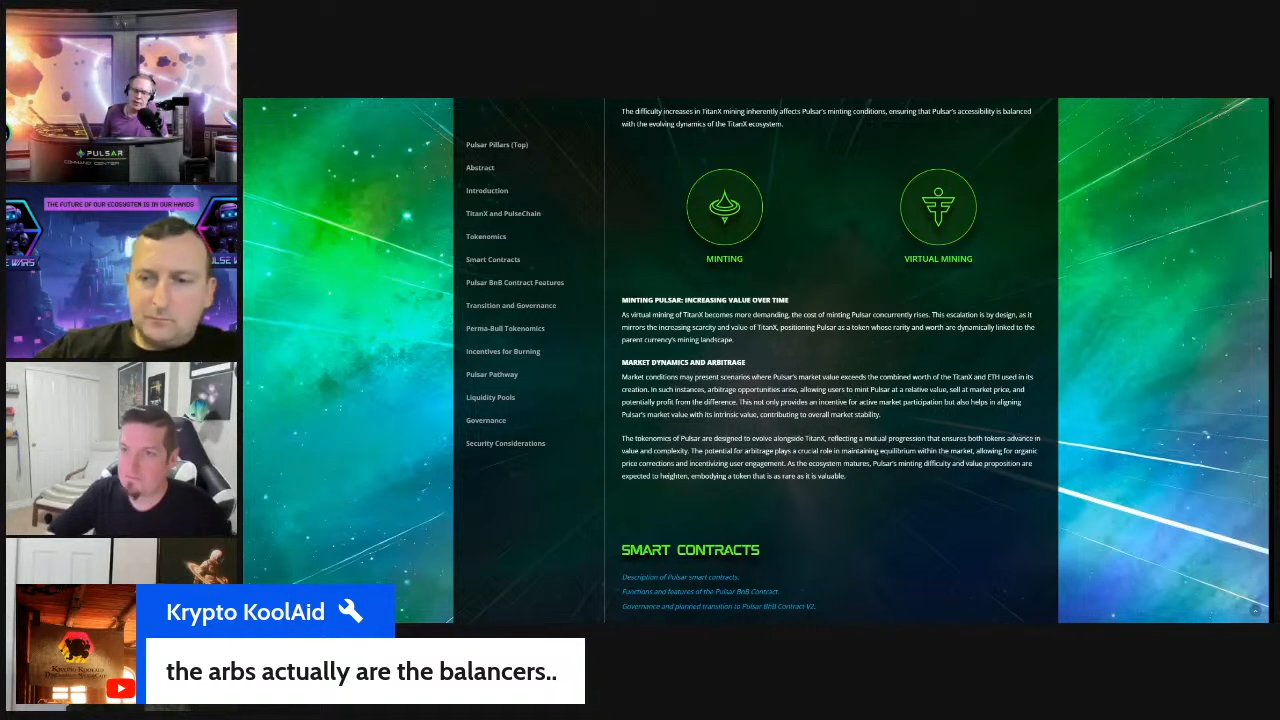 PULSAR
COMMAND CENTER
THE FUTURE OF OUR ECOSYSTEM IS IN OUR HANDS
Pulsar Pillars (Top)
Abstract
Introduction
TitanX and PulseChain
Tokenomics
Smart Contracts
Pulsar BnB Contract Features
Transition and Governance
Perma-Bull Tokenomics
Incentives for Burning
Pulsar Pathway
Liquidity Pools
Governance
Security Considerations
The difficulty increases in TitanX mining inherently affects Pulsar's minting conditions, ensuring that Pulsar's accessibility is balanced
with the evolving dynamics of the TitanX ecosystem.
MINTING
VIRTUAL MINING
MINTING PULSAR: INCREASING VALUE OVER TIME
As virtual mining of TitanX becomes more demanding, the cost of minting Pulsar concurrently rises. This escalation is by design, as it
mirrors the increasing scarcity and value of TitanX, positioning Pulsar as a token whose rarity and worth are dynamically linked to the
parent currency's mining landscape.
MARKET DYNAMICS AND ARBITRAGE
Market conditions may present scenarios where Pulsar's market value exceeds the combined worth of the TitanX and ETH used in its
creation. In such instances, arbitrage opportunities arise, allowing users to mint Pulsar at a relative value, sell at market price, and
potentially profit from the difference. This not only provides an incentive for active market participation but also helps in aligning
Pulsar's market value with its intrinsic value, contributing to overall market stability.
The tokenomics of Pulsar are designed to evolve alongside TitanX, reflecting a mutual progression that ensures both tokens advance in
value and complexity. The potential for arbitrage plays a crucial role in maintaining equilibrium within the market, allowing for organic
price corrections and incentivizing user engagement. As the ecosystem matures, Pulsar's minting difficulty and value proposition are
expected to heighten, embodying a token that is as rare as it is valuable.
SMART CONTRACTS
Description of Pulsar smart contracts.
Functions and features of the Pulsar BnB Contract.
Governance and planned transition to Pulsar BnB Contract V2.
Krypto KoolAid
the arbs actually are the balancers..